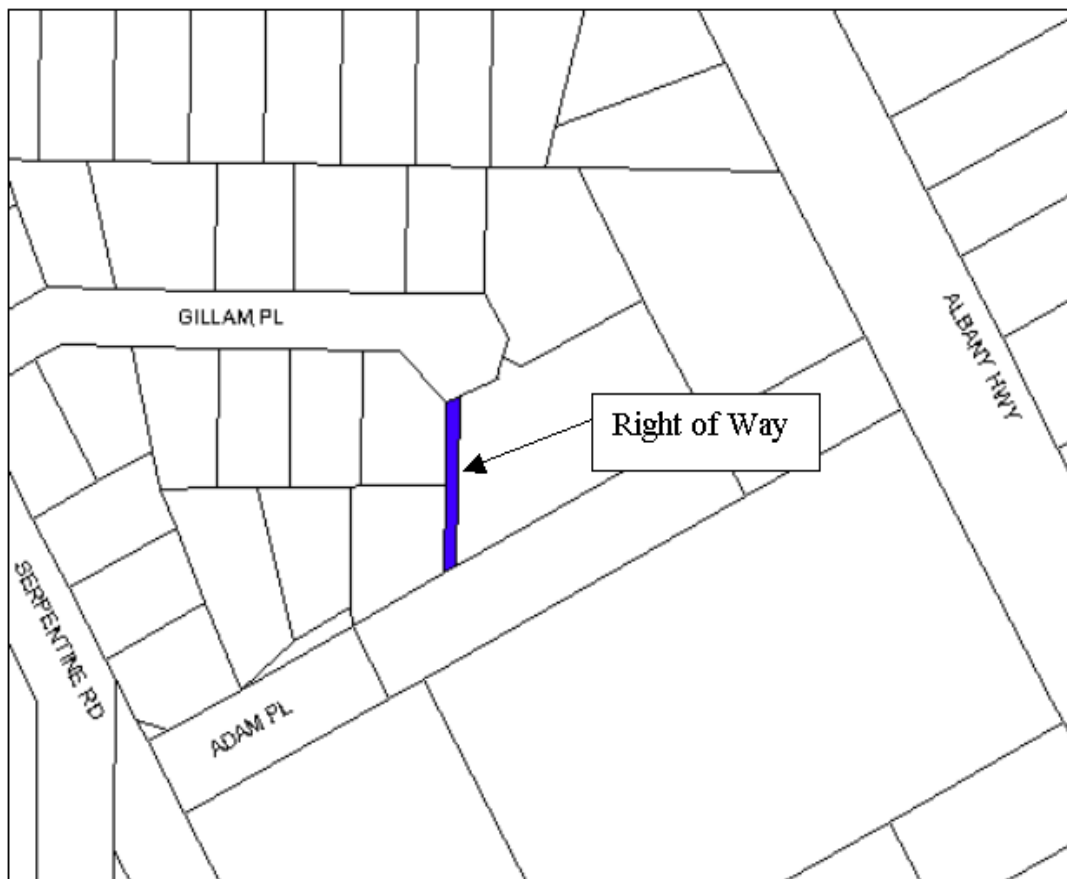 GILLAM PL
ALBANY HWY
Right of Way
SERPENTINE RD
ADAM PL